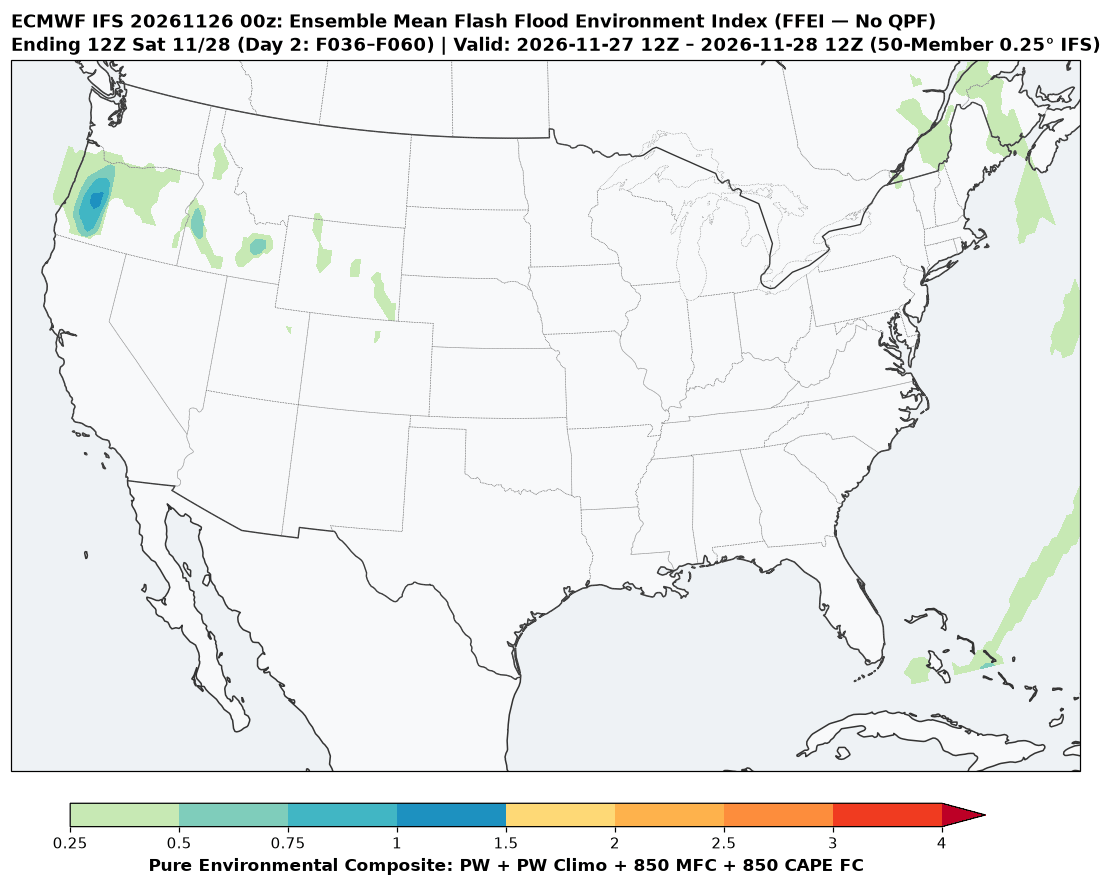 ECMWF IFS 20261126 00z: Ensemble Mean Flash Flood Environment Index (FFEI — No QPF)
Ending 12Z Sat 11/28 (Day 2: F036–F060) | Valid: 2026-11-27 12Z – 2026-11-28 12Z (50-Member 0.25° IFS)
0.25 0.5 0.75 1 1.5 2 2.5 3 4
Pure Environmental Composite: PW + PW Climo + 850 MFC + 850 CAPE FC